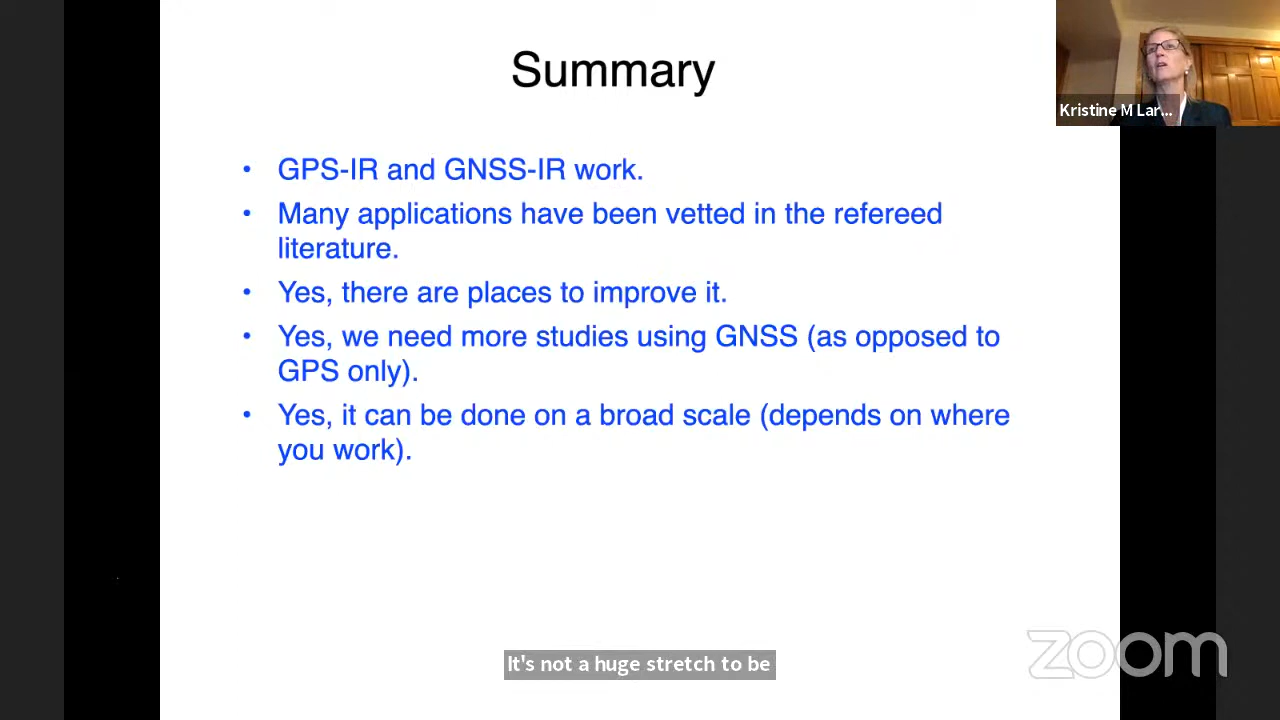 Summary
Kristine M Lar...
• GPS-IR and GNSS-IR work.
• Many applications have been vetted in the refereed
literature.
• Yes, there are places to improve it.
• Yes, we need more studies using GNSS (as opposed to
GPS only).
• Yes, it can be done on a broad scale (depends on where
you work).
It's not a huge stretch to be
zoom